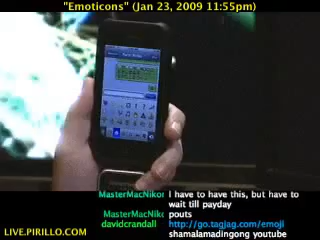 "Emoticons" (Jan 23, 2009 11:55pm)
MasterMacNikon I have to have this, but have to
wait till payday
MasterMacNiko pouts
davidcrandall http://go.tagjag.com/emoji
shamalamadingong youtube
LIVE.PIRILLO.COM